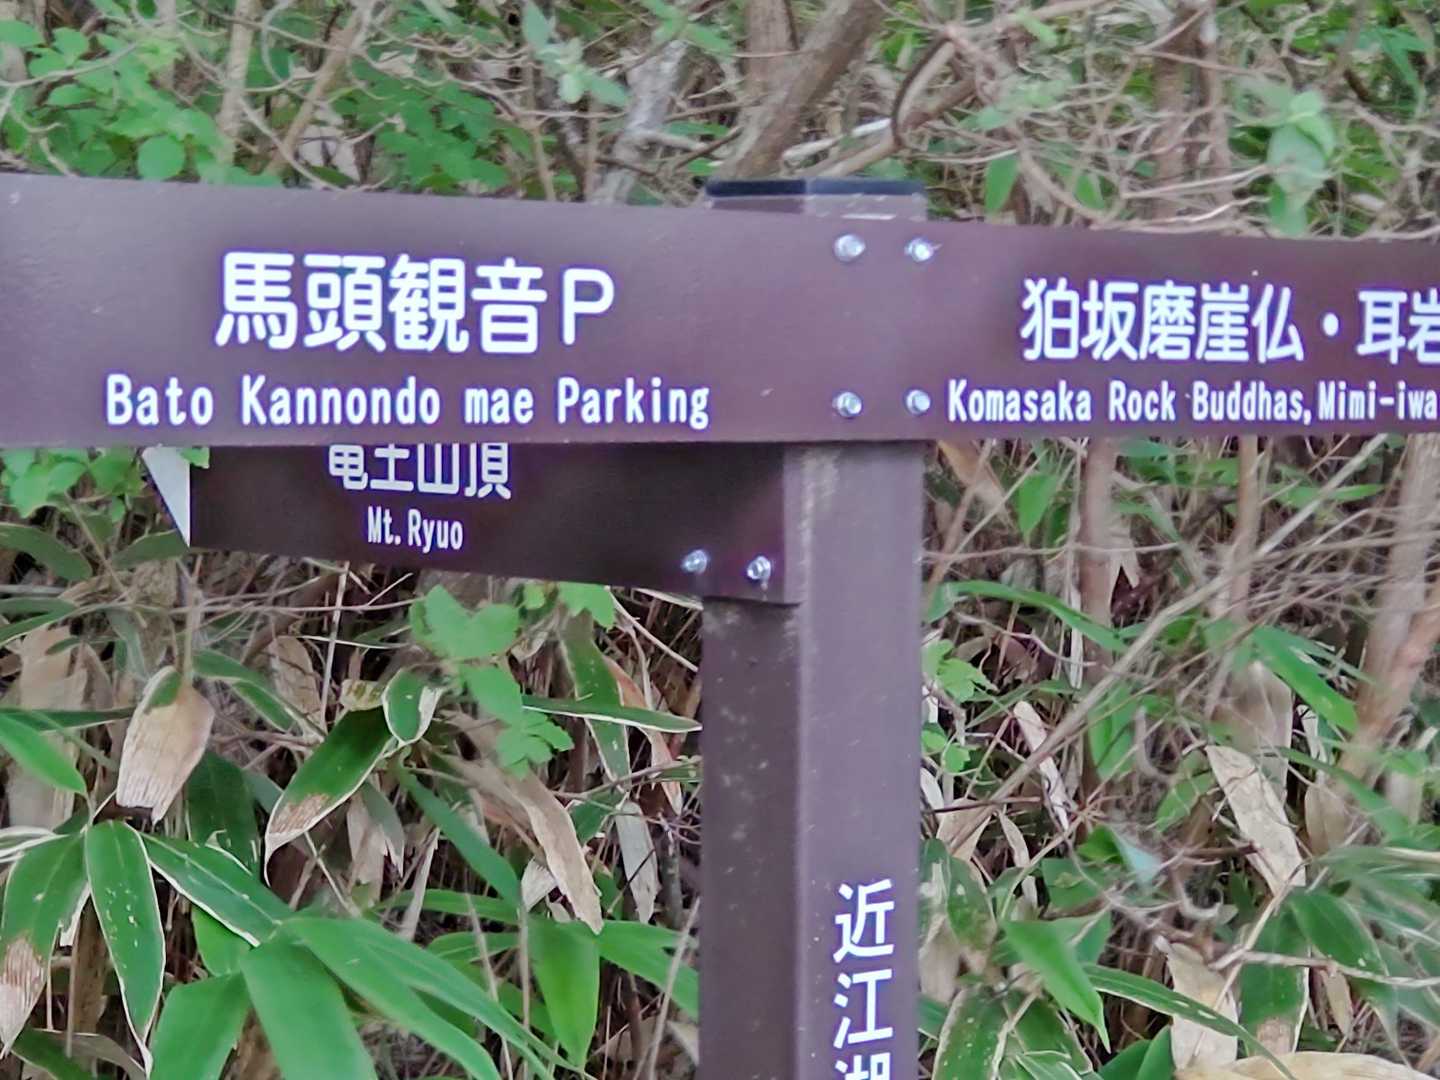 馬頭観音P
Bato Kannondo mae Parking
狛坂磨崖仏・耳岩
Komasaka Rock Buddhas,Mimi-iwa
竜王山頂
Mt.Ryuo
近江湖